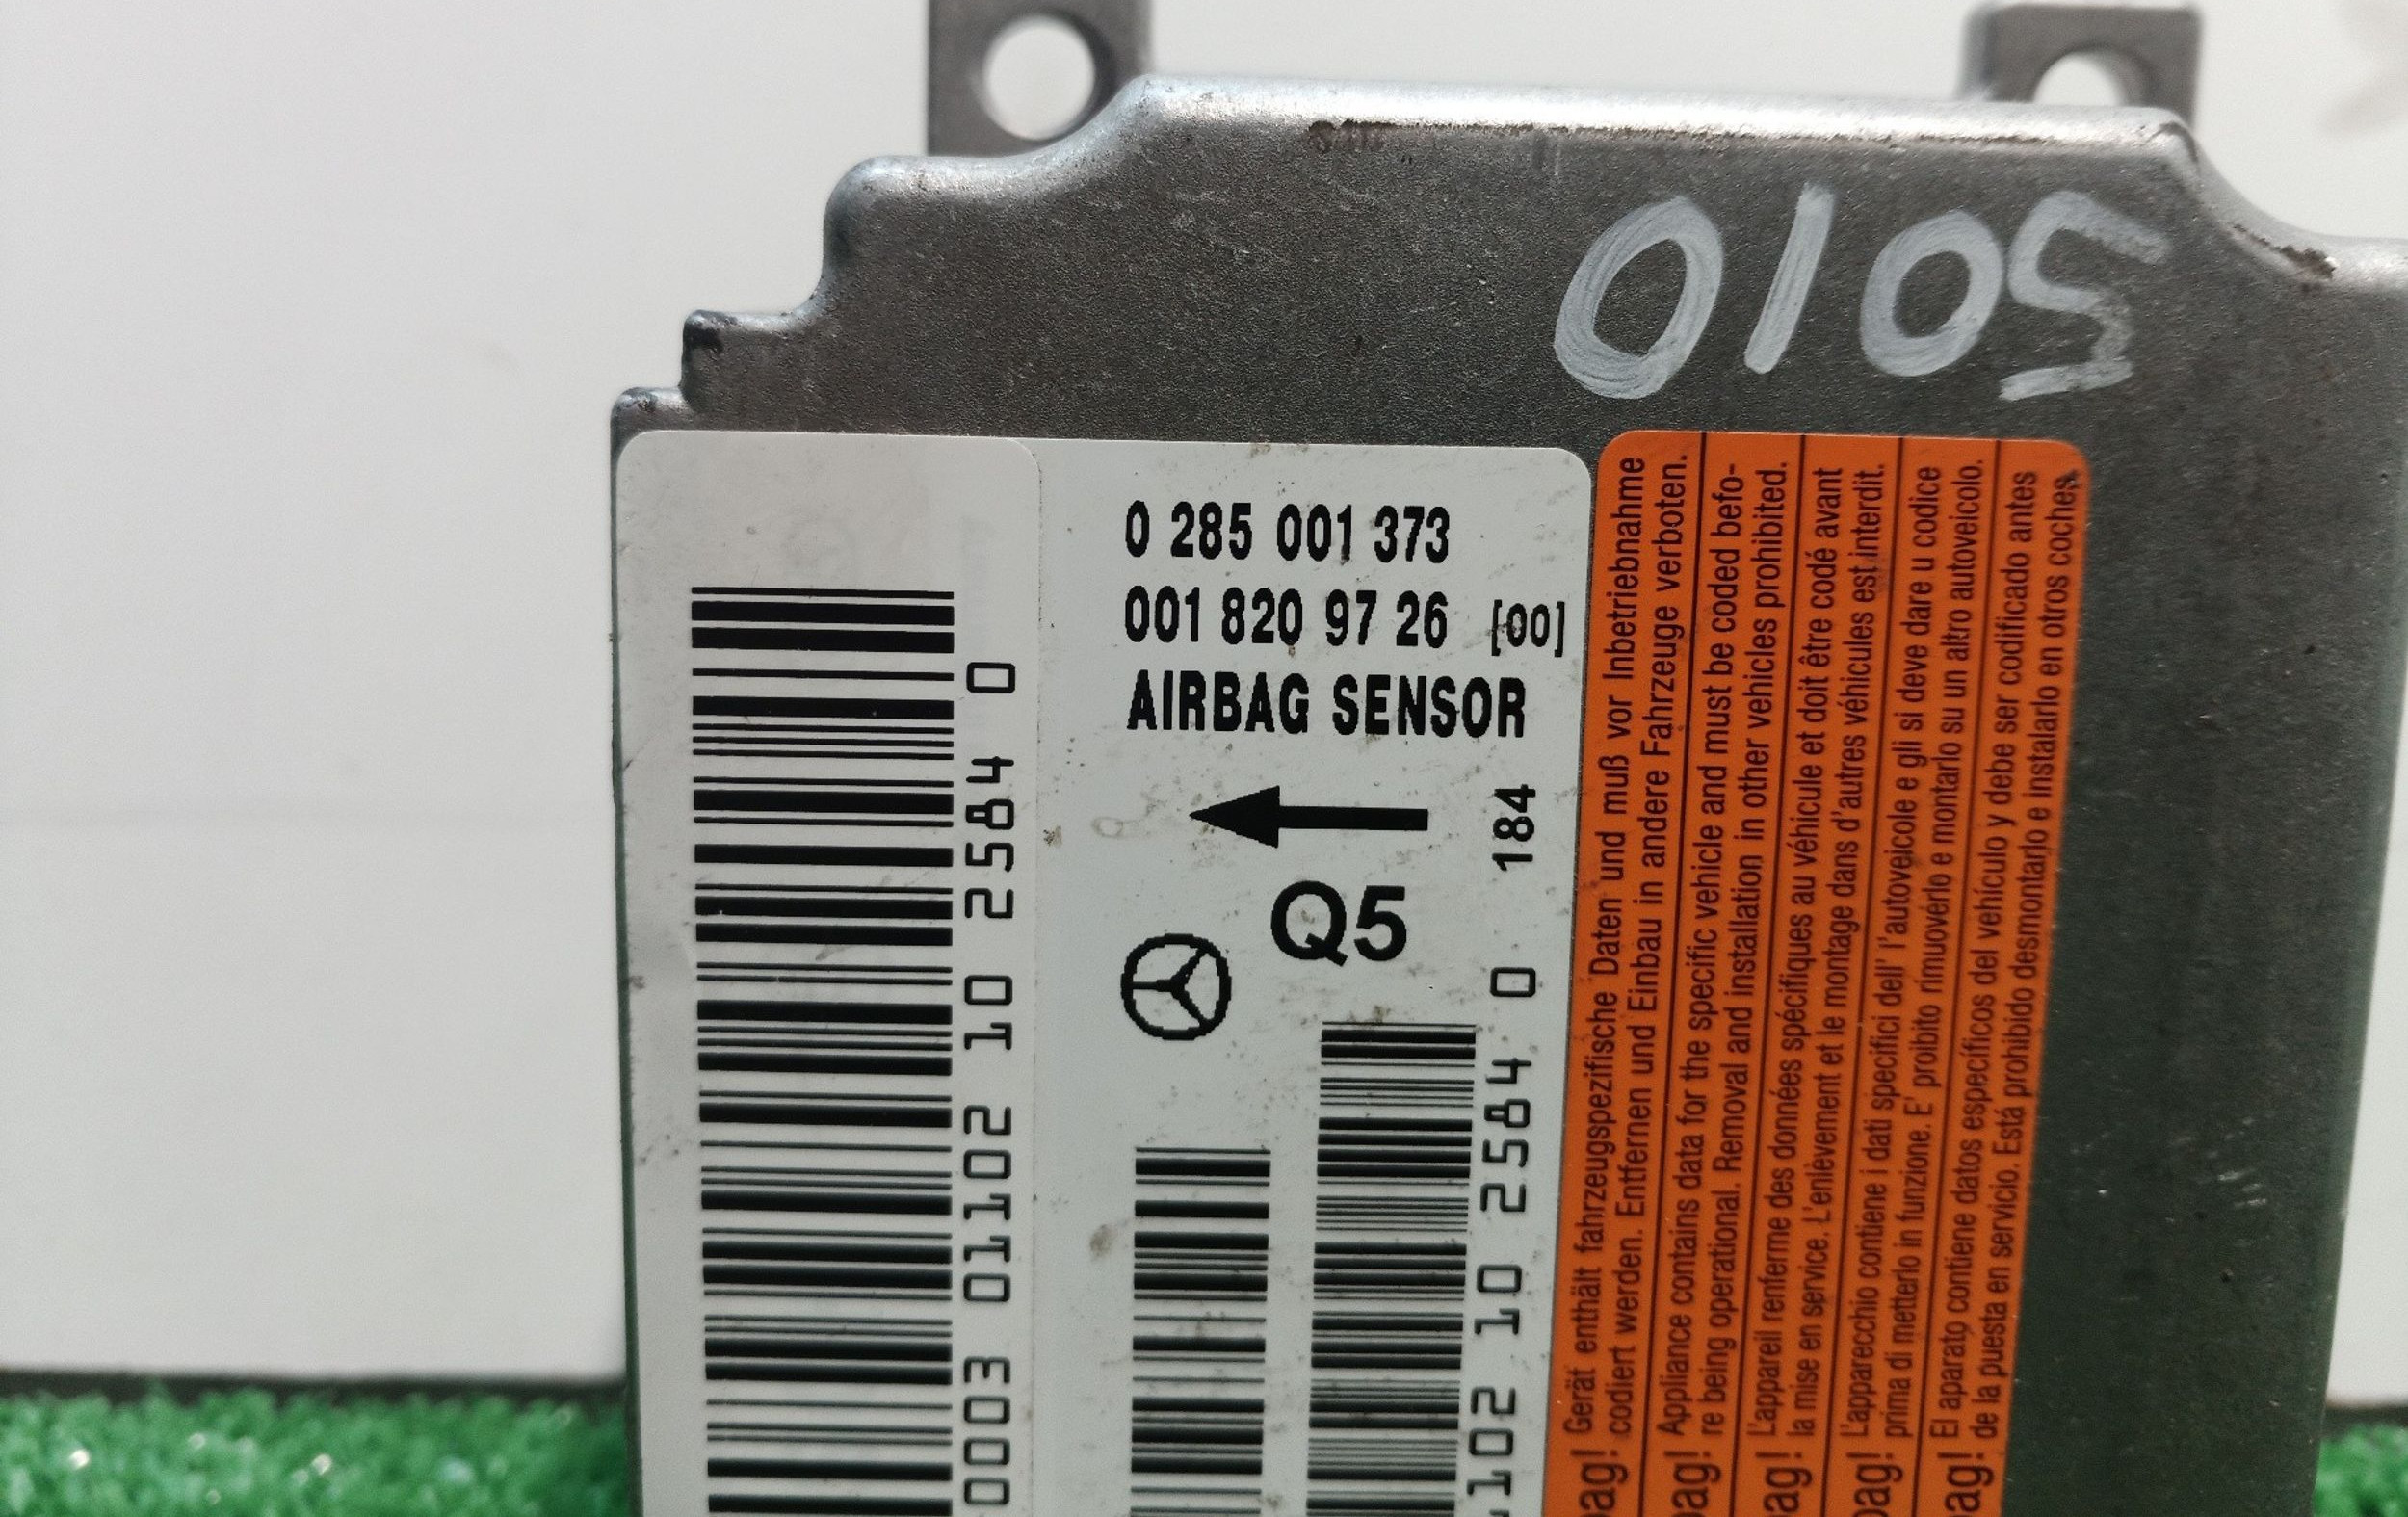 5010
0 285 001 373
001 820 97 26 [00]
AIRBAG SENSOR
184
Q5
0003 01102 10 2584 0
102 10 2584 0
Gerät enthält fahrzeugspezifische Daten und muß vor Inbetriebnahme
codiert werden. Entfernen und Einbau in andere Fahrzeuge verboten.
Appliance contains data for the specific vehicle and must be coded befo-
re being operational. Removal and installation in other vehicles prohibited.
L'appareil renferme des données spécifiques au véhicule et doit être codé avant
la mise en service. L'enlèvement et le montage dans d'autres véhicules est interdit.
L'apparecchio contiene i dati specifici dell' l'autoveicole e gli si deve dare u codice
prima di metterlo in funzione. E' proibito rimuoverlo e montarlo su un altro autoveicolo.
El aparato contiene datos específicos del vehículo y debe ser codificado antes
de la puesta en servicio. Está prohibido desmontarlo e instalarlo en otros coches.